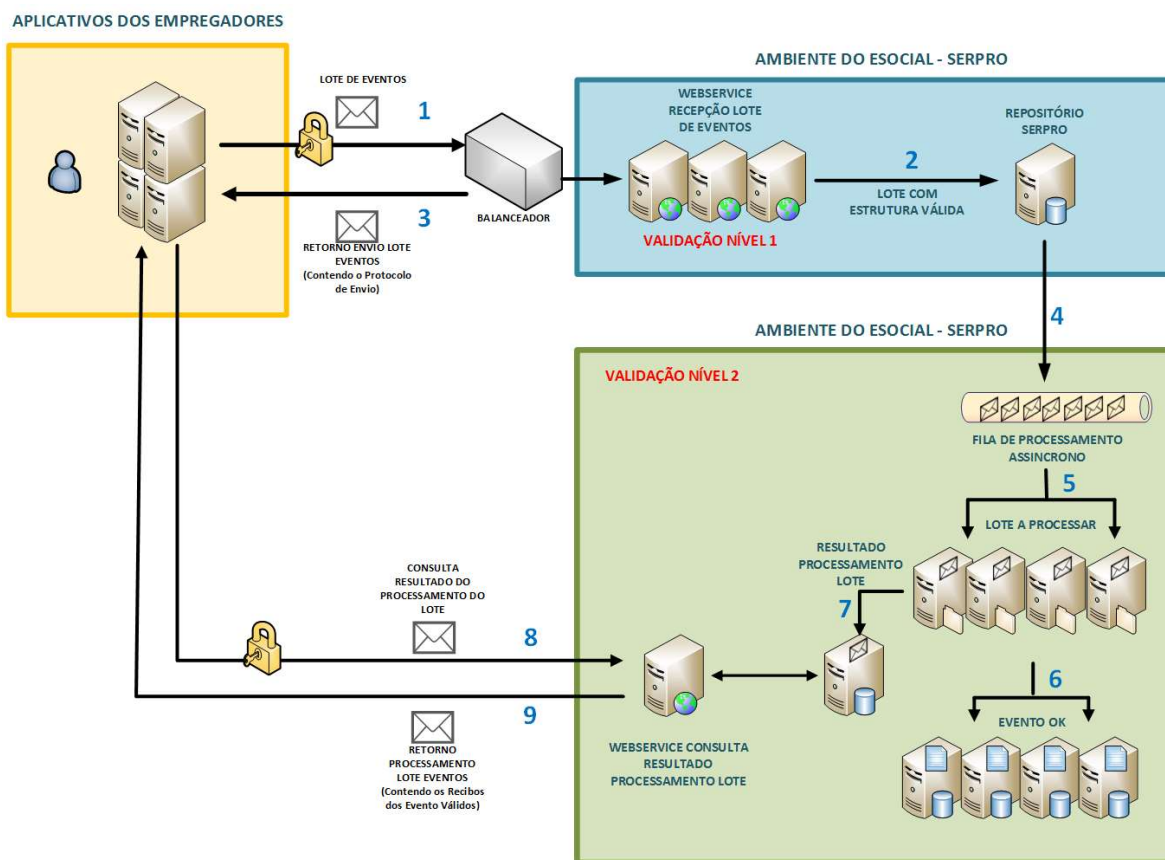 APLICATIVOS DOS EMPREGADORES
LOTE DE EVENTOS
1
3
RETORNO ENVIO LOTE
EVENTOS
(Contendo o Protocolo
de Envio)
BALANCEADOR
AMBIENTE DO ESOCIAL - SERPRO
WEBSERVICE
RECEPÇÃO LOTE
DE EVENTOS
VALIDAÇÃO NÍVEL 1
2
LOTE COM
ESTRUTURA VÁLIDA
REPOSITÓRIO
SERPRO
4
AMBIENTE DO ESOCIAL - SERPRO
VALIDAÇÃO NÍVEL 2
FILA DE PROCESSAMENTO
ASSINCRONO
5
LOTE A PROCESSAR
RESULTADO
PROCESSAMENTO
LOTE
7
6
EVENTO OK
CONSULTA
RESULTADO DO
PROCESSAMENTO DO
LOTE
8
9
RETORNO
PROCESSAMENTO
LOTE EVENTOS
(Contendo os Recibos
dos Evento Válidos)
WEBSERVICE CONSULTA
RESULTADO
PROCESSAMENTO LOTE